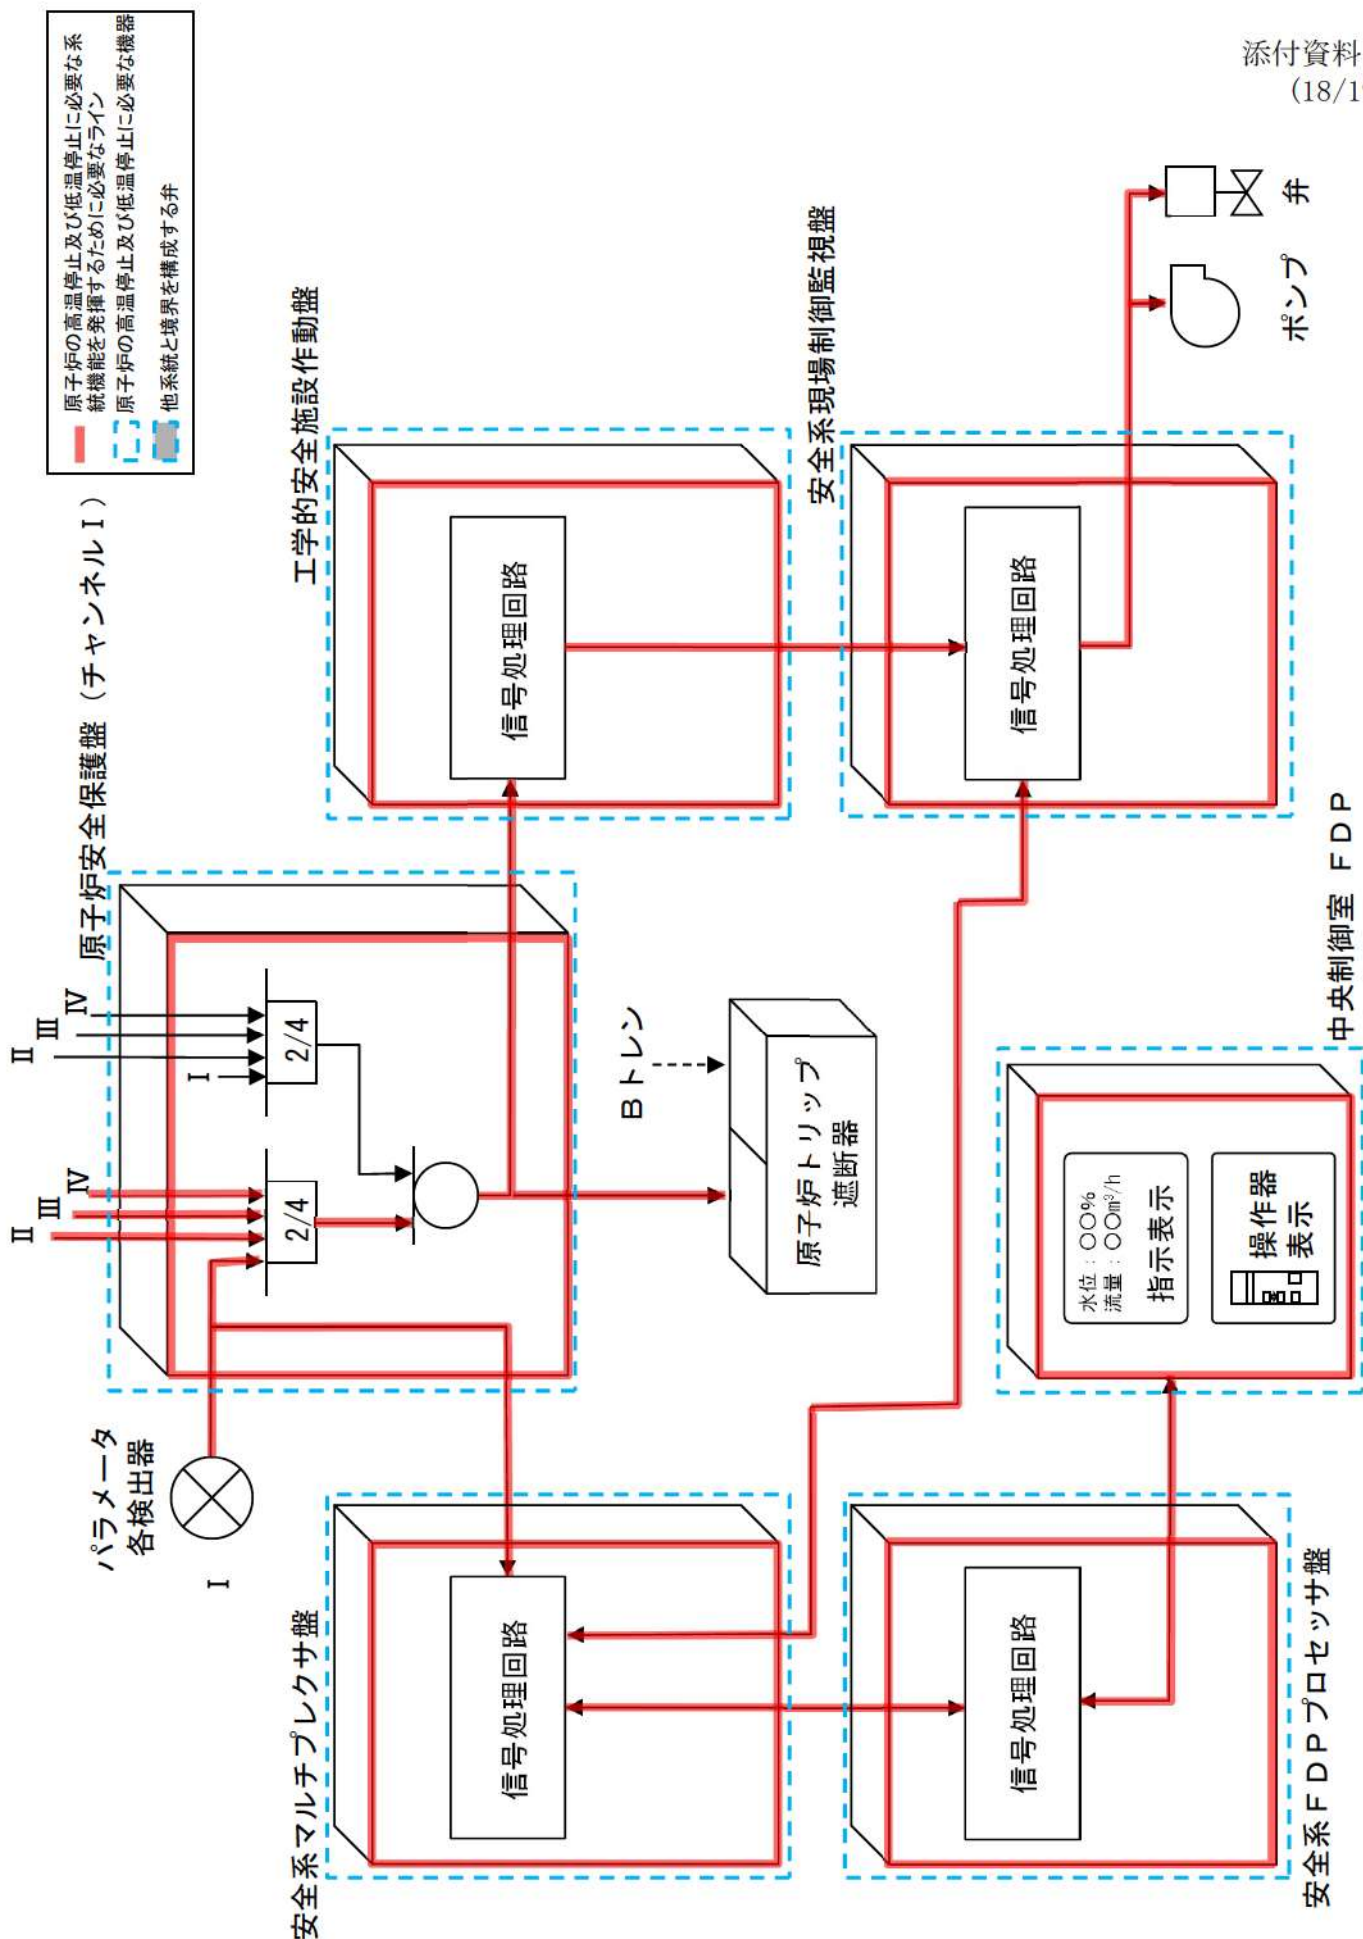 添付資料
(18/1
原子炉の高温停止及び低温停止に必要な系
統機能を発揮するために必要なライン
原子炉の高温停止及び低温停止に必要な機器
他系統と境界を構成する弁
パラメータ
各検出器
I
II
III
IV
2/4
I
II
III
IV
2/4
原子炉安全保護盤（チャンネルI）
安全系マルチプレクサ盤
信号処理回路
Bトレン
原子炉トリップ
遮断器
工学的安全施設作動盤
信号処理回路
安全系FDPプロセッサ盤
信号処理回路
水位：○○%
流量：○○m³/h
指示表示
操作器
表示
中央制御室 FDP
安全系現場制御監視盤
信号処理回路
ポンプ
弁